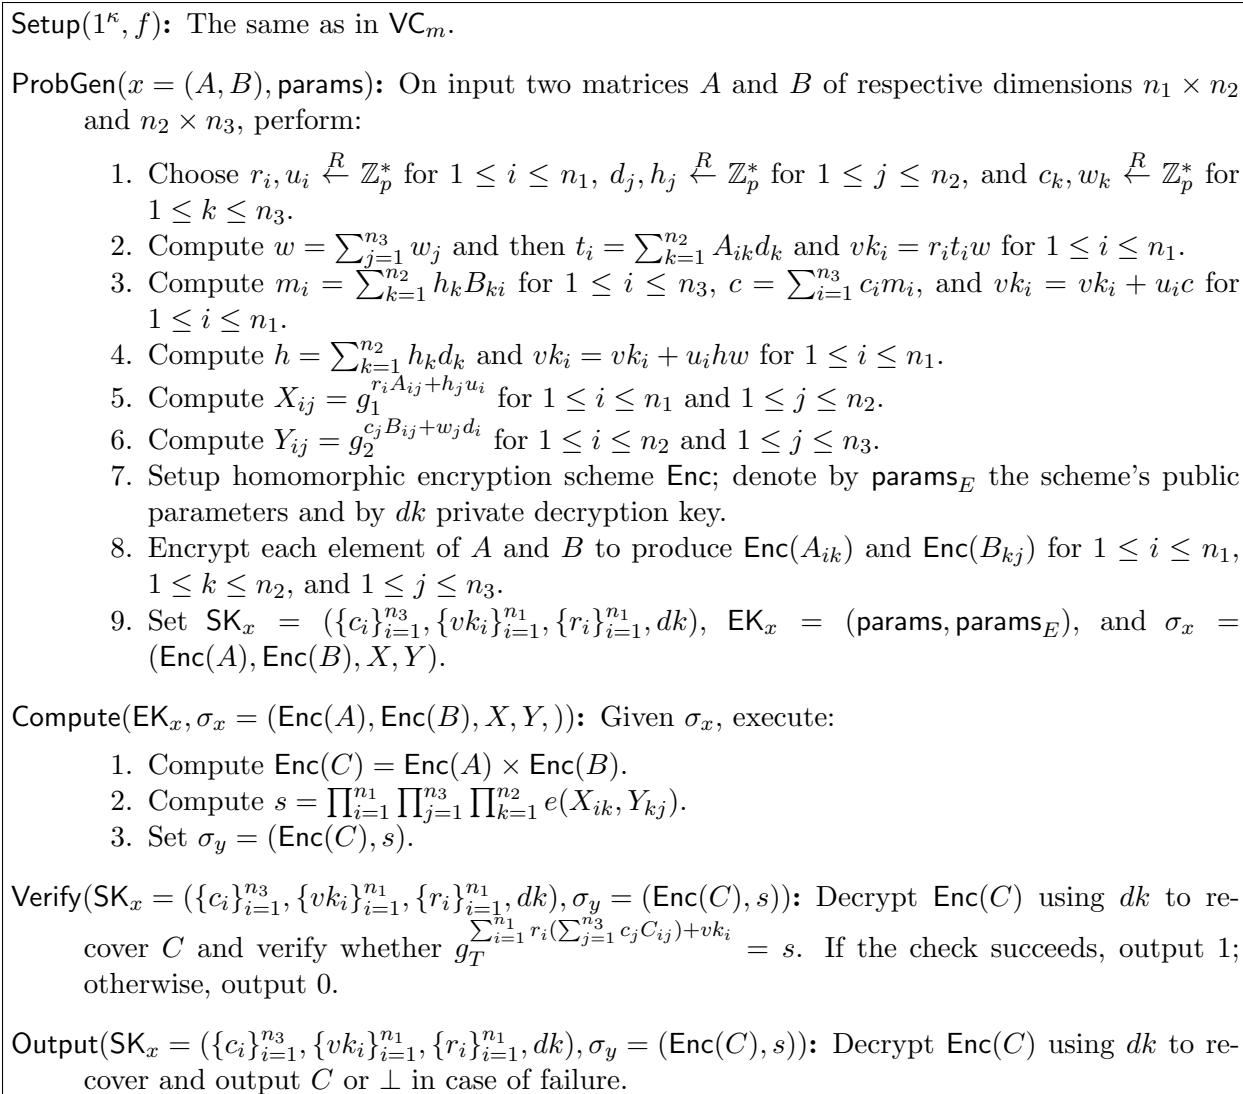 Setup(1^κ, f): The same as in VC_m.
ProbGen(x = (A, B), params): On input two matrices A and B of respective dimensions n_1 × n_2
and n_2 × n_3, perform:
1. Choose r_i, u_i ←^R ℤ_p^* for 1 ≤ i ≤ n_1, d_j, h_j ←^R ℤ_p^* for 1 ≤ j ≤ n_2, and c_k, w_k ←^R ℤ_p^* for
1 ≤ k ≤ n_3.
2. Compute w = ∑_{j=1}^{n_3} w_j and then t_i = ∑_{k=1}^{n_2} A_{ik}d_k and vk_i = r_i t_i w for 1 ≤ i ≤ n_1.
3. Compute m_i = ∑_{k=1}^{n_2} h_k B_{ki} for 1 ≤ i ≤ n_3, c = ∑_{i=1}^{n_3} c_i m_i, and vk_i = vk_i + u_i c for
1 ≤ i ≤ n_1.
4. Compute h = ∑_{k=1}^{n_2} h_k d_k and vk_i = vk_i + u_i hw for 1 ≤ i ≤ n_1.
5. Compute X_{ij} = g_1^{r_i A_{ij} + h_j u_i} for 1 ≤ i ≤ n_1 and 1 ≤ j ≤ n_2.
6. Compute Y_{ij} = g_2^{c_j B_{ij} + w_j d_i} for 1 ≤ i ≤ n_2 and 1 ≤ j ≤ n_3.
7. Setup homomorphic encryption scheme Enc; denote by params_E the scheme's public
parameters and by dk private decryption key.
8. Encrypt each element of A and B to produce Enc(A_{ik}) and Enc(B_{kj}) for 1 ≤ i ≤ n_1,
1 ≤ k ≤ n_2, and 1 ≤ j ≤ n_3.
9. Set SK_x = ({c_i}_{i=1}^{n_3}, {vk_i}_{i=1}^{n_1}, {r_i}_{i=1}^{n_1}, dk), EK_x = (params, params_E), and σ_x =
(Enc(A), Enc(B), X, Y).
Compute(EK_x, σ_x = (Enc(A), Enc(B), X, Y, )): Given σ_x, execute:
1. Compute Enc(C) = Enc(A) × Enc(B).
2. Compute s = ∏_{i=1}^{n_1} ∏_{j=1}^{n_3} ∏_{k=1}^{n_2} e(X_{ik}, Y_{kj}).
3. Set σ_y = (Enc(C), s).
Verify(SK_x = ({c_i}_{i=1}^{n_3}, {vk_i}_{i=1}^{n_1}, {r_i}_{i=1}^{n_1}, dk), σ_y = (Enc(C), s)): Decrypt Enc(C) using dk to re-
cover C and verify whether g_T^{∑_{i=1}^{n_1} r_i(∑_{j=1}^{n_3} c_j C_{ij}) + vk_i} = s. If the check succeeds, output 1;
otherwise, output 0.
Output(SK_x = ({c_i}_{i=1}^{n_3}, {vk_i}_{i=1}^{n_1}, {r_i}_{i=1}^{n_1}, dk), σ_y = (Enc(C), s)): Decrypt Enc(C) using dk to re-
cover and output C or ⊥ in case of failure.